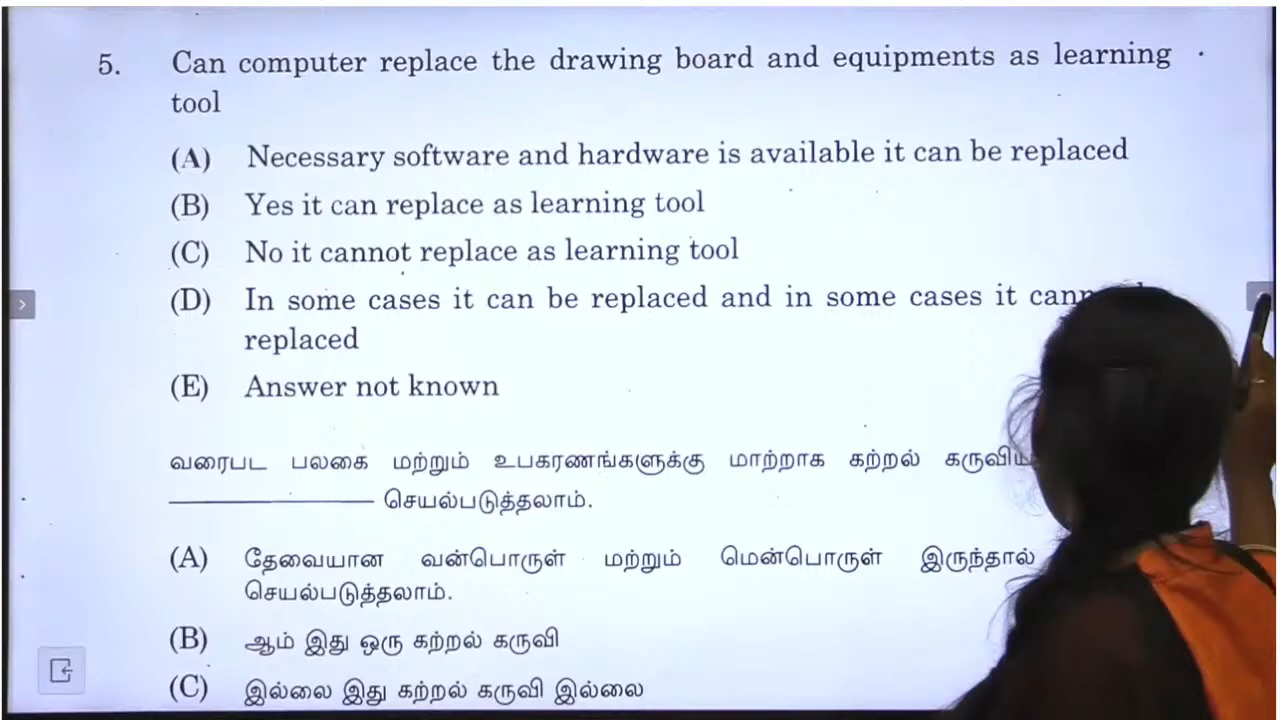 5. Can computer replace the drawing board and equipments as learning
tool
(A) Necessary software and hardware is available it can be replaced
(B) Yes it can replace as learning tool
(C) No it cannot replace as learning tool
(D) In some cases it can be replaced and in some cases it
replaced
(E) Answer not known
வரைபட பலகை மற்றும் உபகரணங்களுக்கு மாற்றாக கற்றல்
செயல்படுத்தலாம்.
(A) தேவையான வன்பொருள் மற்றும் மென்பொருள் இருந்தால்
செயல்படுத்தலாம்.
(B) ஆம் இது ஒரு கற்றல் கருவி
(C) இல்லை இது கற்றல் கருவி இல்லை